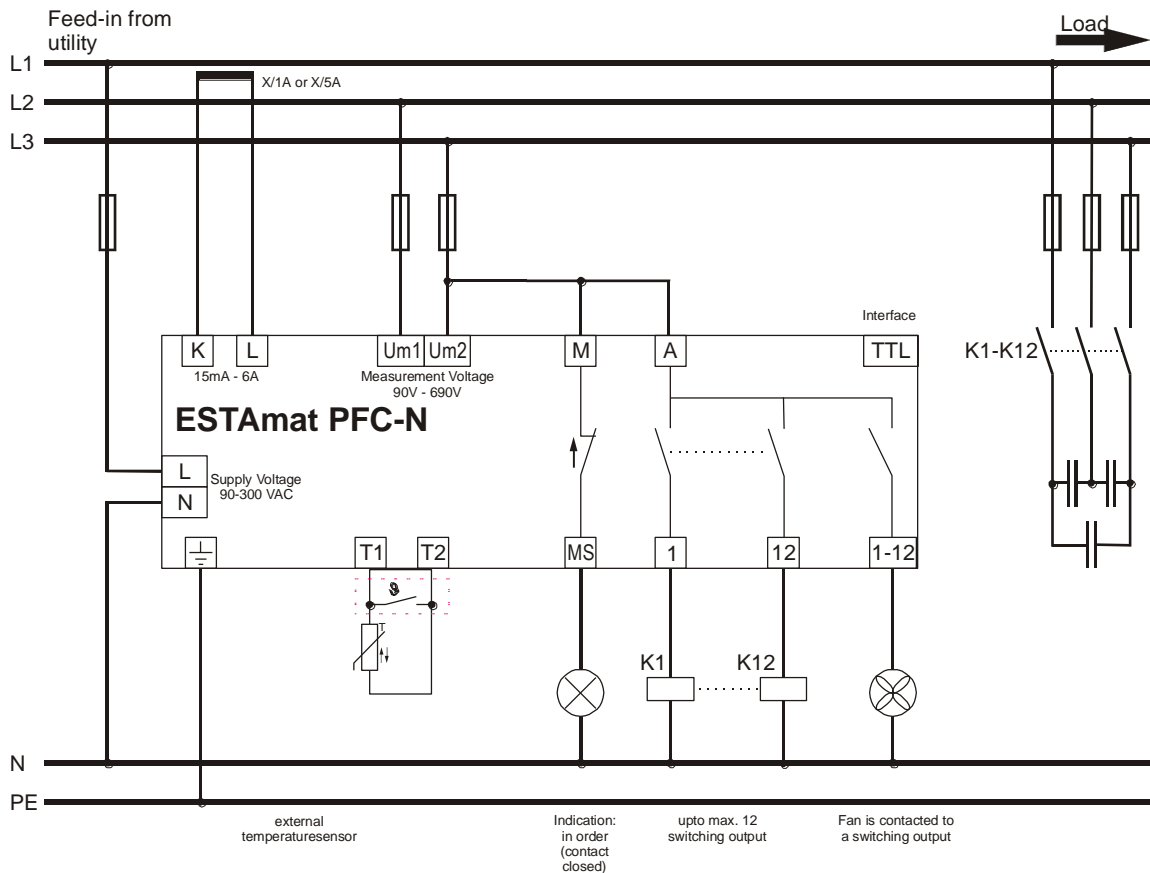 Feed-in from
utility
Load
L1
X/1A or X/5A
L2
L3
Interface
K
L
Um1
Um2
M
A
TTL
K1-K12
15mA - 6A
Measurement Voltage
90V - 690V
ESTAmat PFC-N
L
Supply Voltage
90-300 VAC
N
T1
T2
MS
1
12
1-12
ϑ
T
K1
K12
N
PE
external
temperaturesensor
Indication:
in order
(contact
closed)
upto max. 12
switching output
Fan is contacted to
a switching output